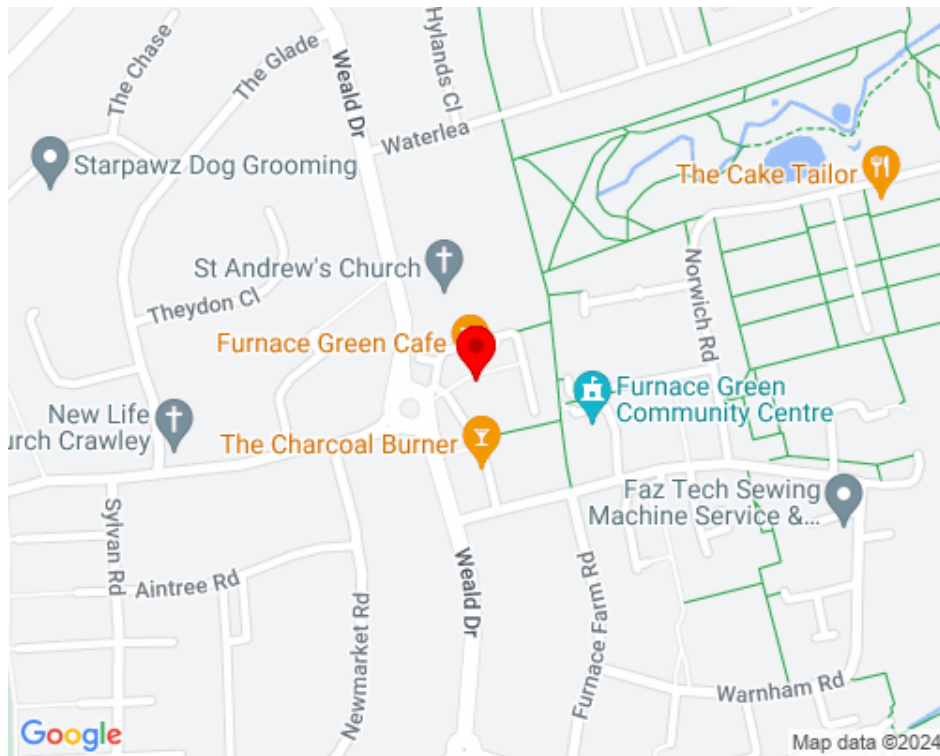 The Chase
The Glade
Weald Dr
Hylands Cl
Waterlea
Starpawz Dog Grooming
The Cake Tailor
St Andrew's Church
Norwich Rd
Theydon Cl
Furnace Green Cafe
New Life
urch Crawley
The Charcoal Burner
Furnace Green
Community Centre
Faz Tech Sewing
Machine Service &...
Sylvan Rd
Aintree Rd
Newmarket Rd
Weald Dr
Furnace Farm Rd
Warnham Rd
Google
Map data ©2024